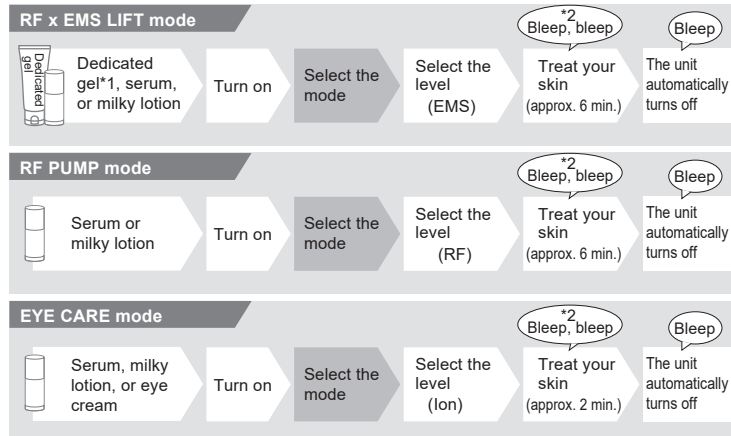 RF x EMS LIFT mode
Dedicated
gel
Dedicated
gel*1, serum,
or milky lotion
Turn on
Select the
mode
Select the
level
(EMS)
*2
Bleep, bleep
Treat your
skin
(approx. 6 min.)
Bleep
The unit
automatically
turns off
RF PUMP mode
Serum or
milky lotion
Turn on
Select the
mode
Select the
level
(RF)
*2
Bleep, bleep
Treat your
skin
(approx. 6 min.)
Bleep
The unit
automatically
turns off
EYE CARE mode
Serum, milky
lotion, or eye
cream
Turn on
Select the
mode
Select the
level
(Ion)
*2
Bleep, bleep
Treat your
skin
(approx. 2 min.)
Bleep
The unit
automatically
turns off